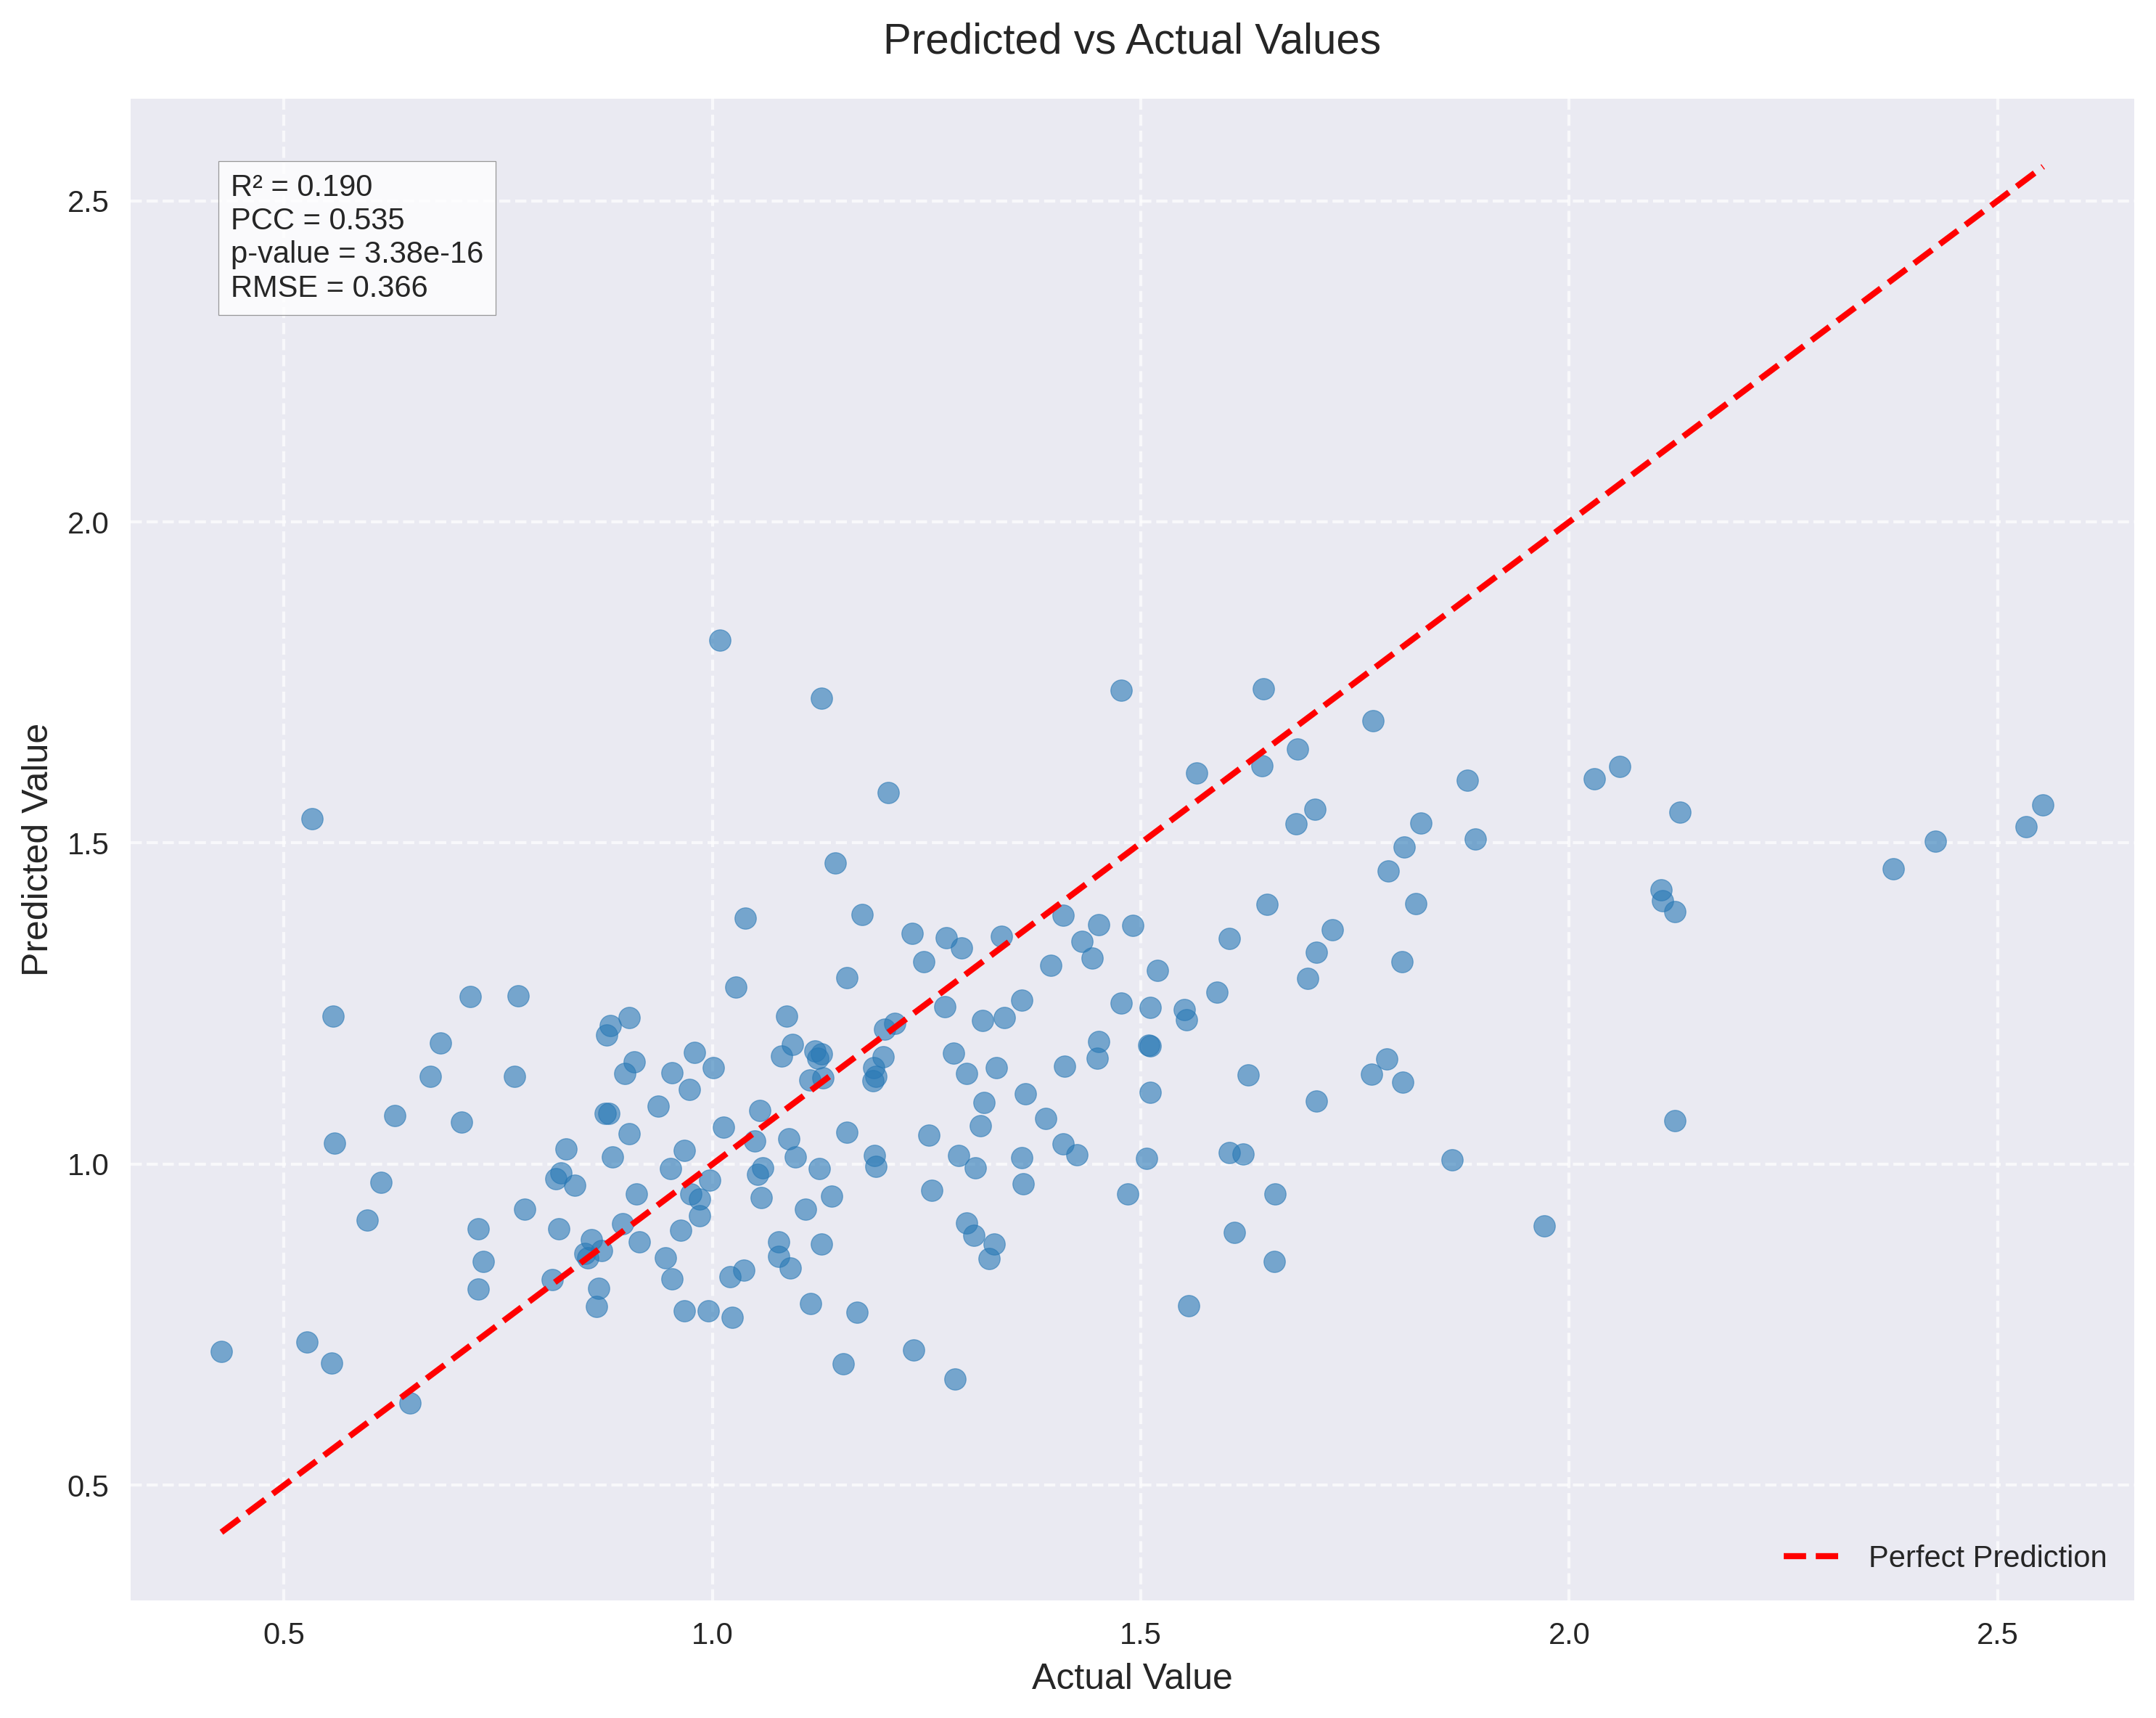 Predicted vs Actual Values
R² = 0.190
PCC = 0.535
p-value = 3.38e-16
RMSE = 0.366
2.5
2.0
1.5
1.0
0.5
Predicted Value
Perfect Prediction
0.5 1.0 1.5 2.0 2.5
Actual Value